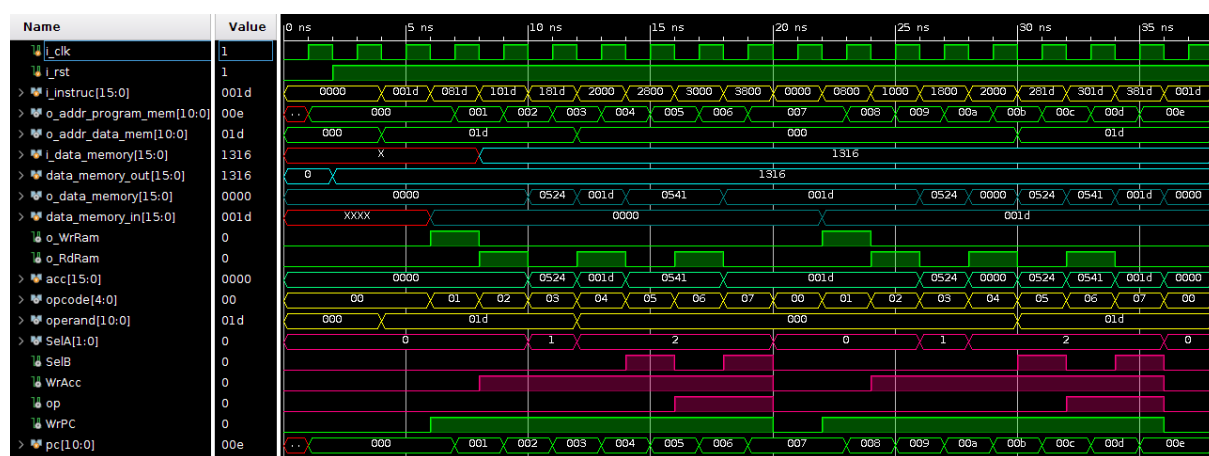 Name Value 0 ns 5 ns 10 ns 15 ns 20 ns 25 ns 30 ns 35 ns
i_clk 1
i_rst 1
i_instruc[15:0] 001d 0000 001d 081d 101d 181d 2000 2800 3000 3800 0000 0800 1000 1800 2000 281d 301d 381d 001d
o_addr_program_mem[10:0] 00e .. 000 001 002 003 004 005 006 007 008 009 00a 00b 00c 00d 00e
o_addr_data_mem[10:0] 01d 000 01d 000 01d
i_data_memory[15:0] 1316 X 1316
data_memory_out[15:0] 1316 0 1316
o_data_memory[15:0] 0000 0000 0524 001d 0541 001d 0524 0000 0524 0541 001d 0000
data_memory_in[15:0] 001d XXXX 0000 001d
o_WrRam 0
o_RdRam 0
acc[15:0] 0000 0000 0524 001d 0541 001d 0524 0000 0524 0541 001d 0000
opcode[4:0] 00 00 01 02 03 04 05 06 07 00 01 02 03 04 05 06 07 00
operand[10:0] 01d 000 01d 000 01d
SelA[1:0] 0 0 1 2 0 1 2 0
SelB 0
WrAcc 0
op 0
WrPC 0
pc[10:0] 00e .. 000 001 002 003 004 005 006 007 008 009 00a 00b 00c 00d 00e